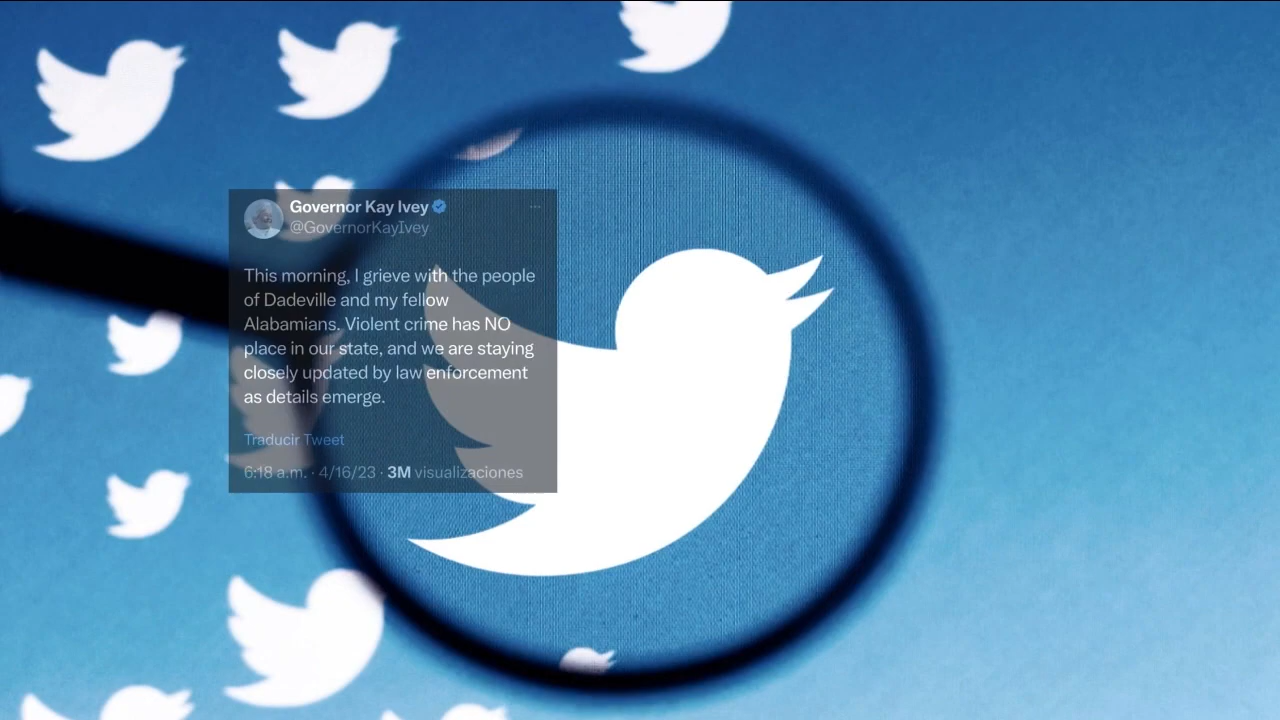 Governor Kay Ivey
@GovernorKayIvey
This morning, I grieve with the people
of Dadeville and my fellow
Alabamians. Violent crime has NO
place in our state, and we are staying
closely updated by law enforcement
as details emerge.
Traducir Tweet
6:18 a.m. · 4/16/23 · 3M visualizaciones